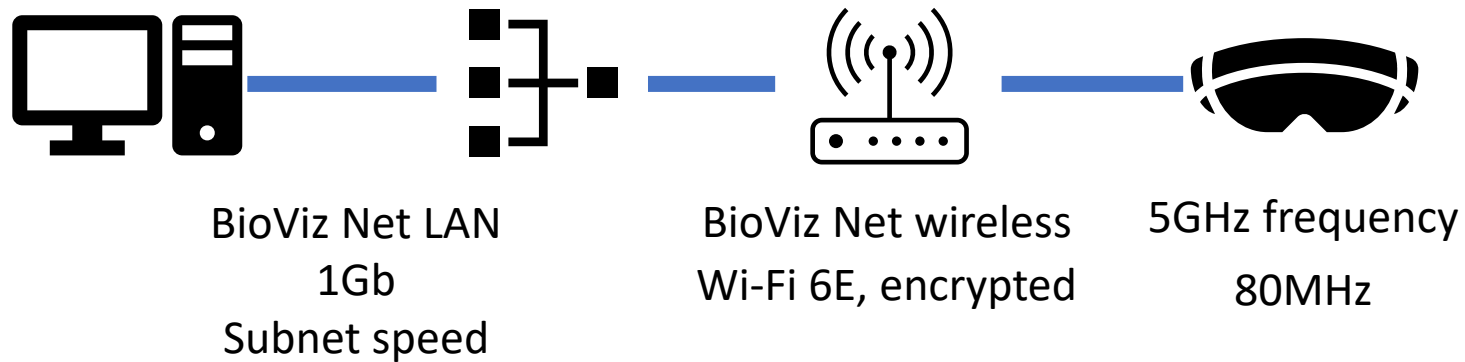 BioViz Net LAN
1Gb
Subnet speed
BioViz Net wireless
Wi-Fi 6E, encrypted
5GHz frequency
80MHz